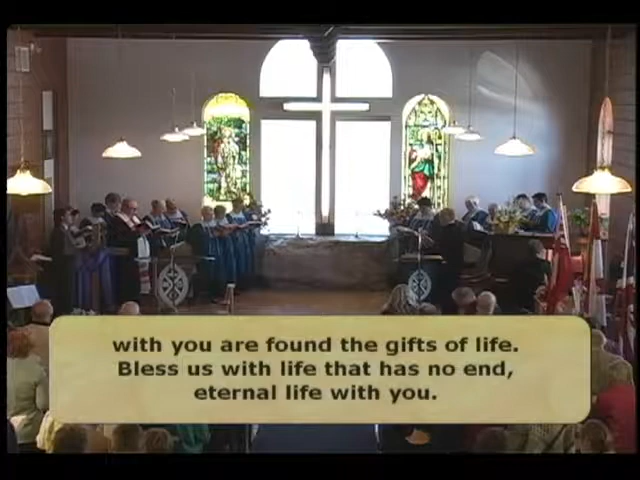 with you are found the gifts of life.
Bless us with life that has no end,
eternal life with you.